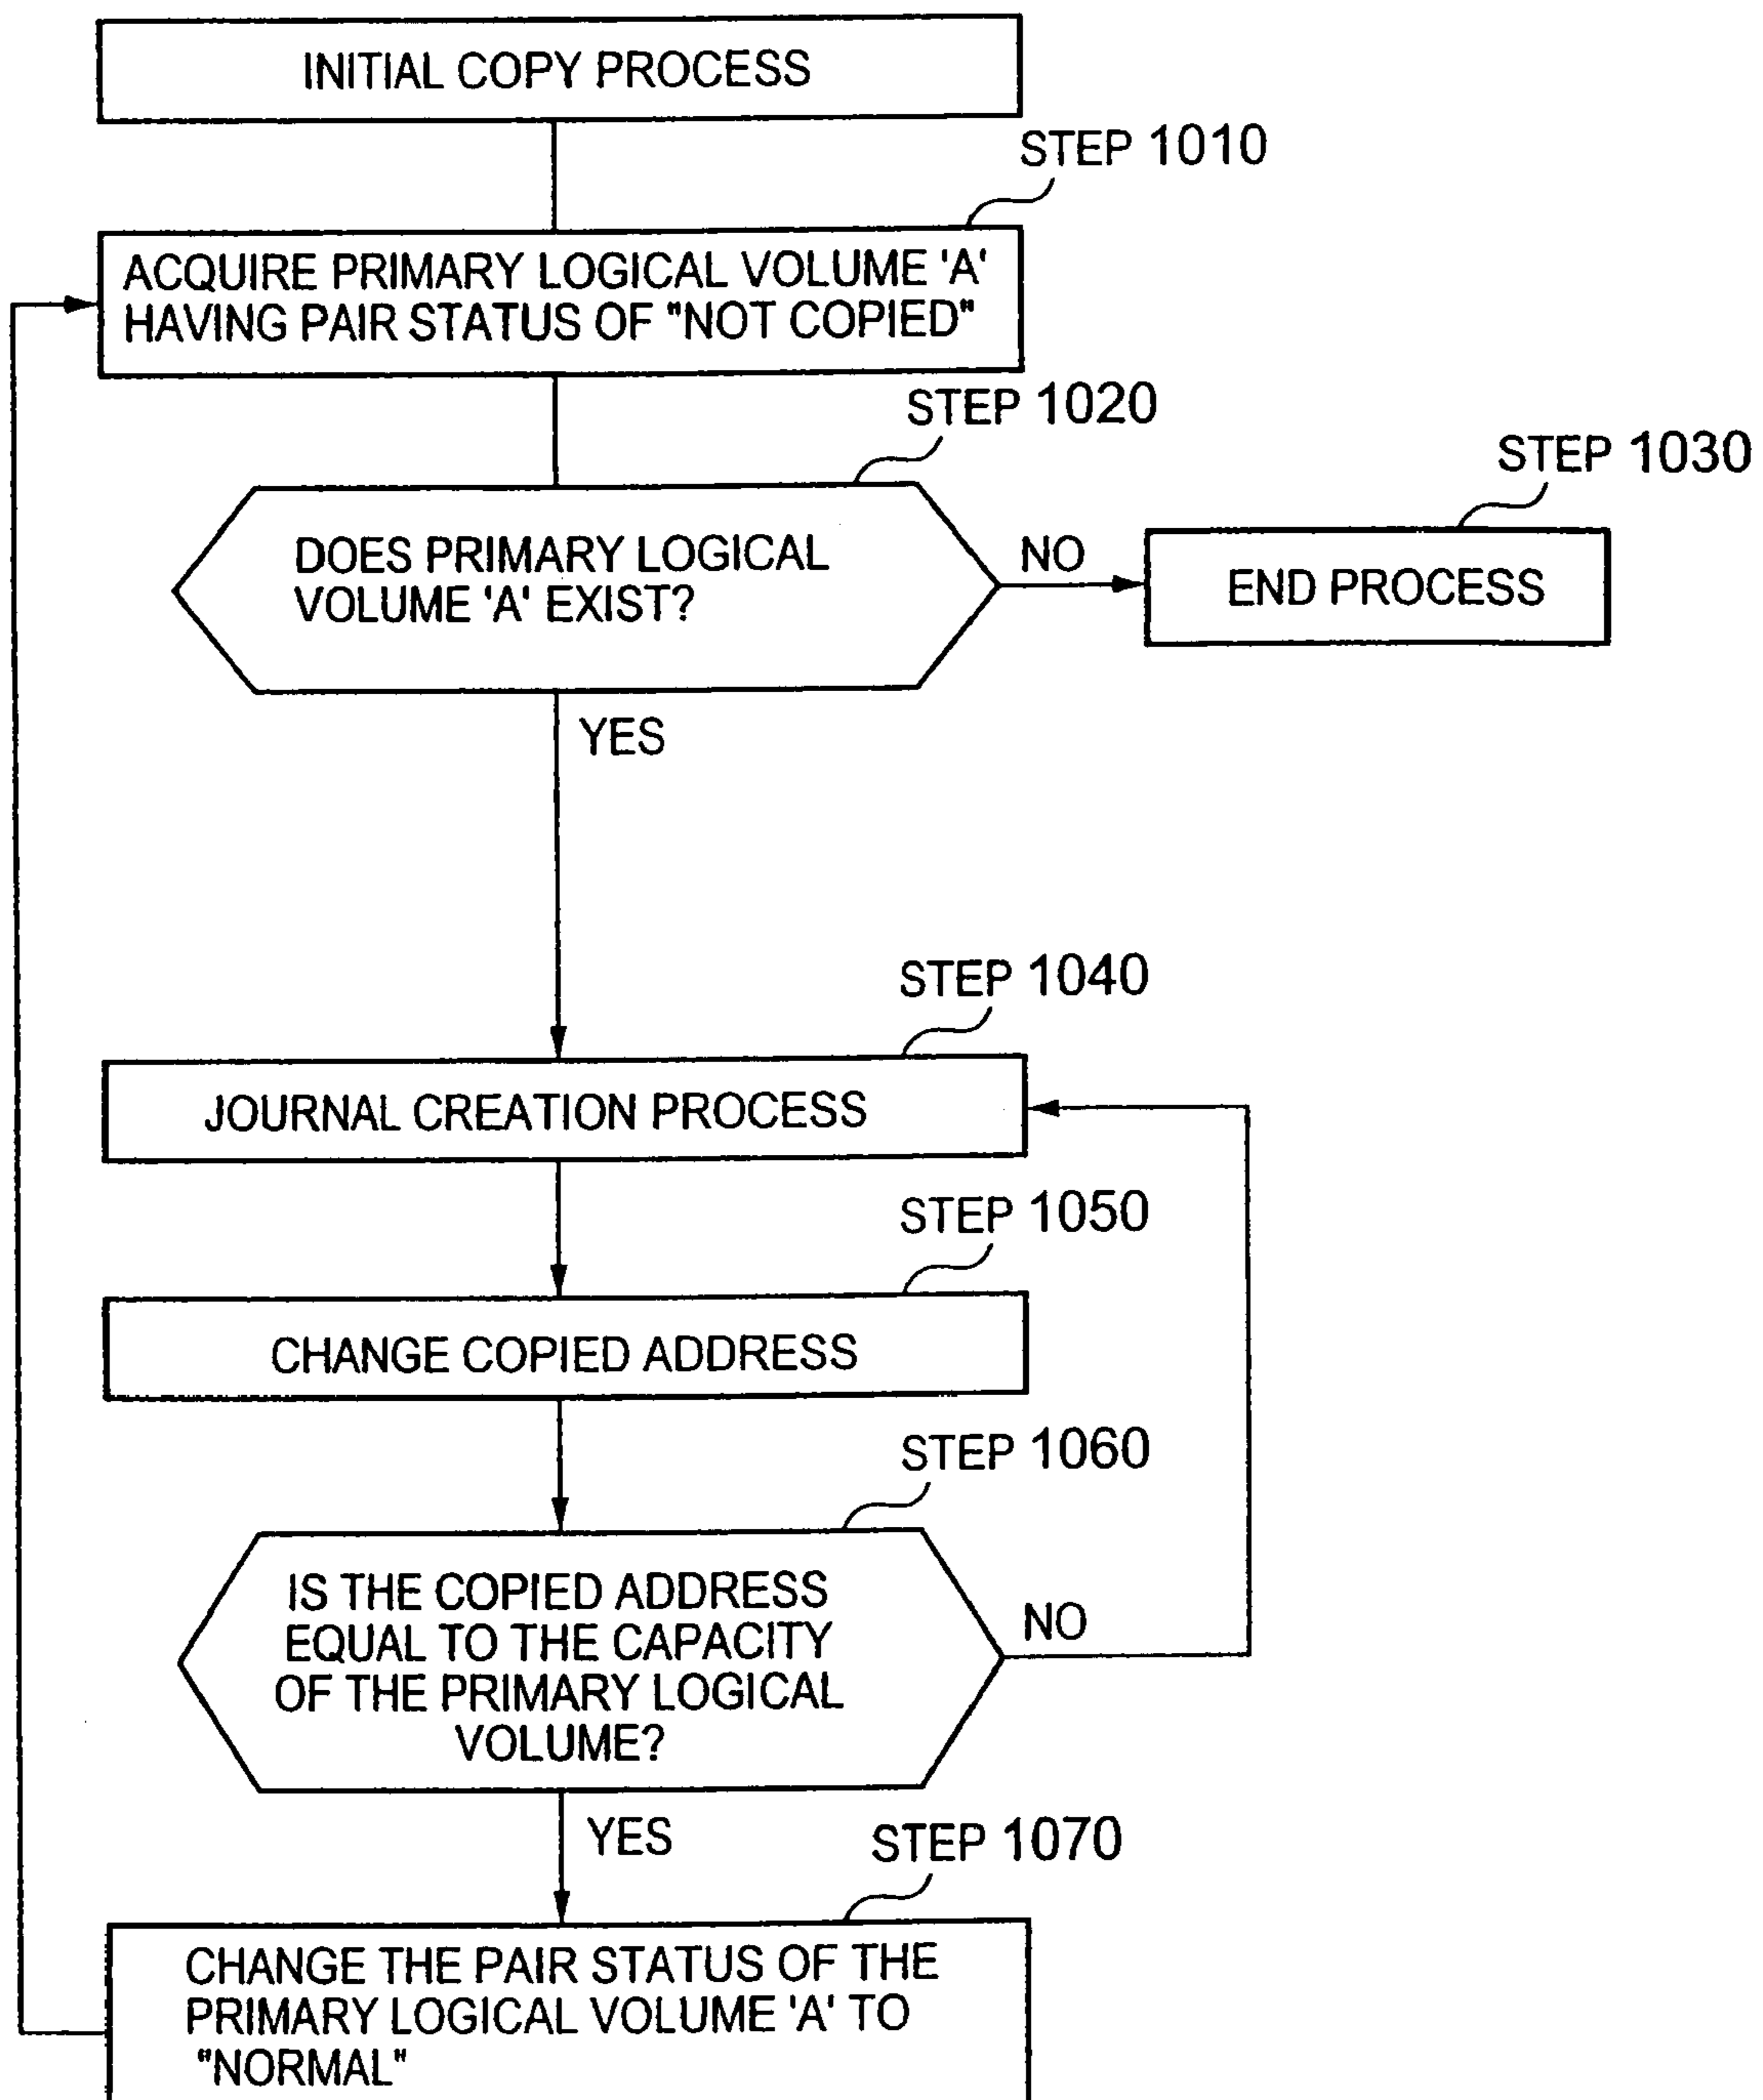 INITIAL COPY PROCESS
STEP 1010
ACQUIRE PRIMARY LOGICAL VOLUME 'A'
HAVING PAIR STATUS OF "NOT COPIED"
STEP 1020
STEP 1030
DOES PRIMARY LOGICAL
VOLUME 'A' EXIST?
NO
END PROCESS
YES
STEP 1040
JOURNAL CREATION PROCESS
STEP 1050
CHANGE COPIED ADDRESS
STEP 1060
IS THE COPIED ADDRESS
EQUAL TO THE CAPACITY
OF THE PRIMARY LOGICAL
VOLUME?
NO
YES
STEP 1070
CHANGE THE PAIR STATUS OF THE
PRIMARY LOGICAL VOLUME 'A' TO
"NORMAL"